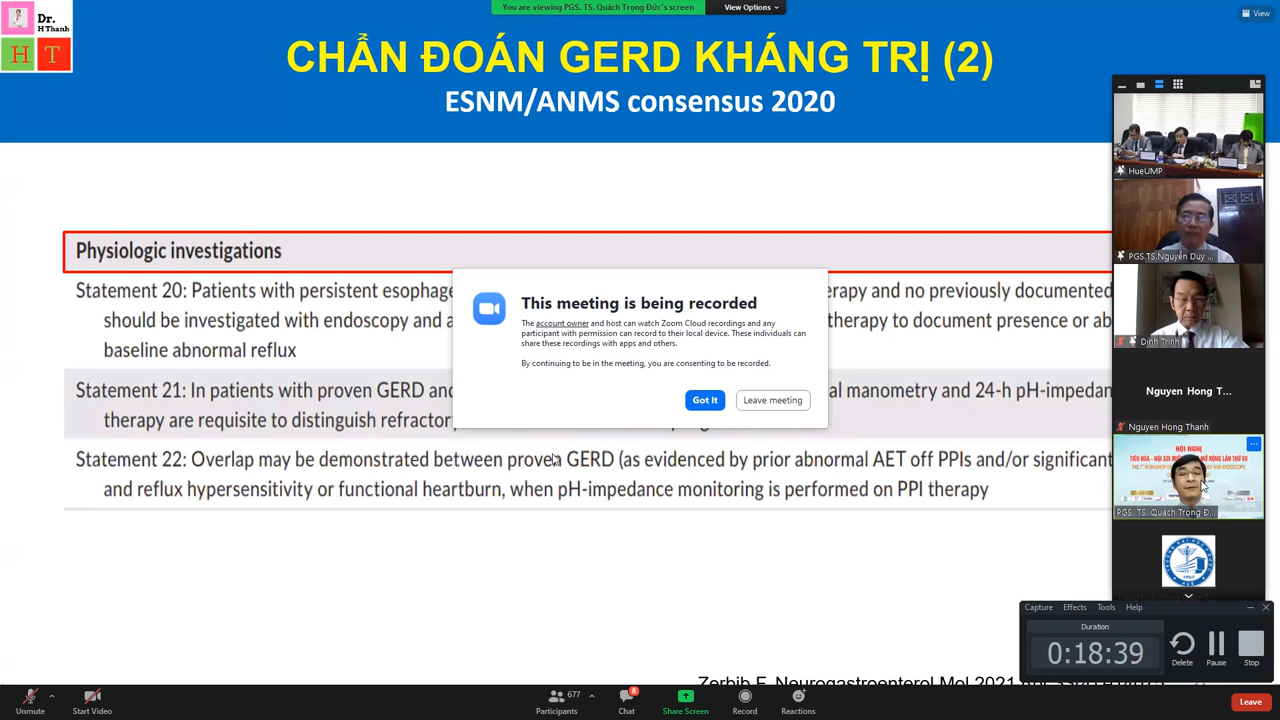 Dr.
H Thanh
H T
You are viewing PGS. TS. Quách Trọng Đức's screen
View Options
View
CHẨN ĐOÁN GERD KHÁNG TRỊ (2)
ESNM/ANMS consensus 2020
Physiologic investigations
Statement 20: Patients with persistent esophage
erapy and no previously documented
should be investigated with endoscopy and a
therapy to document presence or ab
baseline abnormal reflux
Statement 21: In patients with proven GERD and
al manometry and 24-h pH-impedanc
therapy are requisite to distinguish refractory
Statement 22: Overlap may be demonstrated between proven GERD (as evidenced by prior abnormal AET off PPIs and/or significant
and reflux hypersensitivity or functional heartburn, when pH-impedance monitoring is performed on PPI therapy
This meeting is being recorded
The account owner and host can watch Zoom Cloud recordings and any
participant with permission can record to their local device. These individuals can
share these recordings with apps and others.
By continuing to be in the meeting, you are consenting to be recorded.
Got It
Leave meeting
HueUMP
PGS.TS.Nguyễn Duy ...
Dinh Trinh
Nguyen Hong T...
Nguyen Hong Thanh
HỘI NGHỊ
PGS. TS. Quách Trọng Đ...
1957
Capture Effects Tools Help
Duration
0:18:39
Delete
Pause
Stop
Zerbib F. Neurogastroenterol Mol 2021
Unmute
Start Video
677
Participants
8
Chat
Share Screen
Record
Reactions
Leave